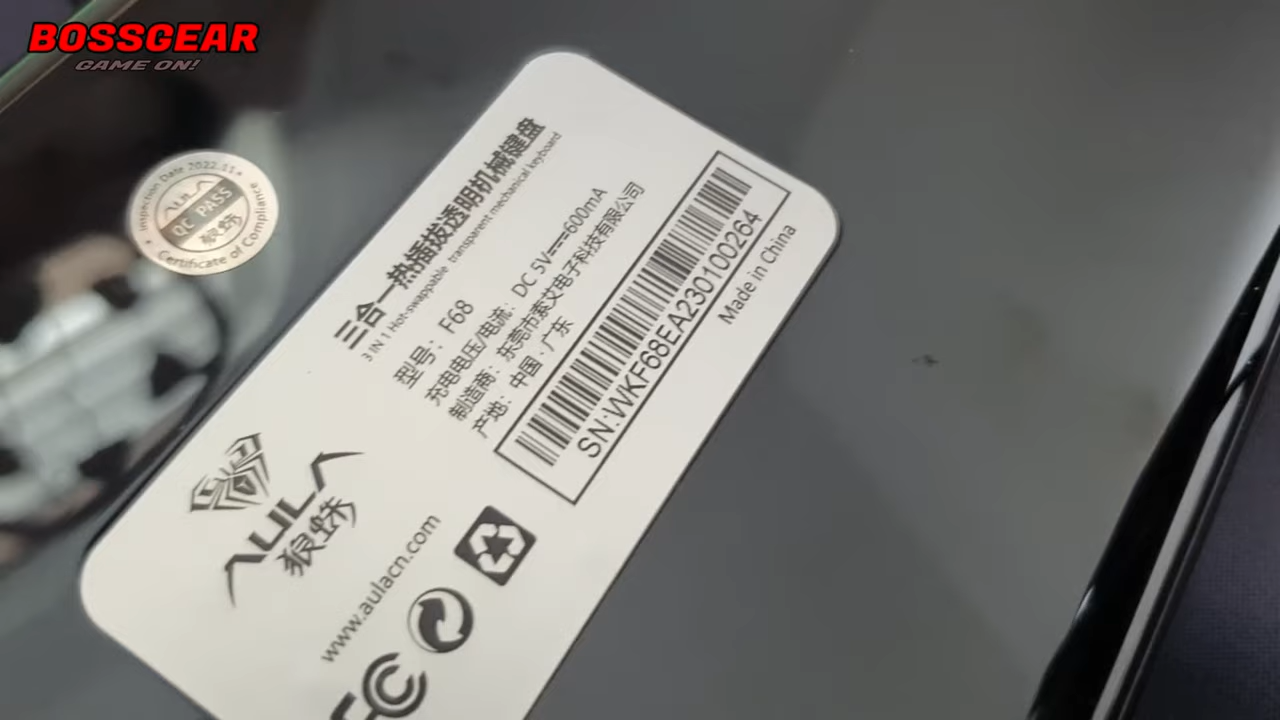 BOSSGEAR
GAME ON!
Inspection Date 2022.11
AULA
QC PASS
狼蛛
Certificate of Compliance
三合一热插拔透明机械键盘
3 IN 1 Hot-swappable transparent mechanical keyboard
型号：F68
充电电压/电流：DC 5V⎓600mA
制造商：东莞市泰艾电子科技有限公司
产地：中国·广东
SN:WKF68EA230100264
Made in China
AULA
狼蛛
www.aulacn.com
FC